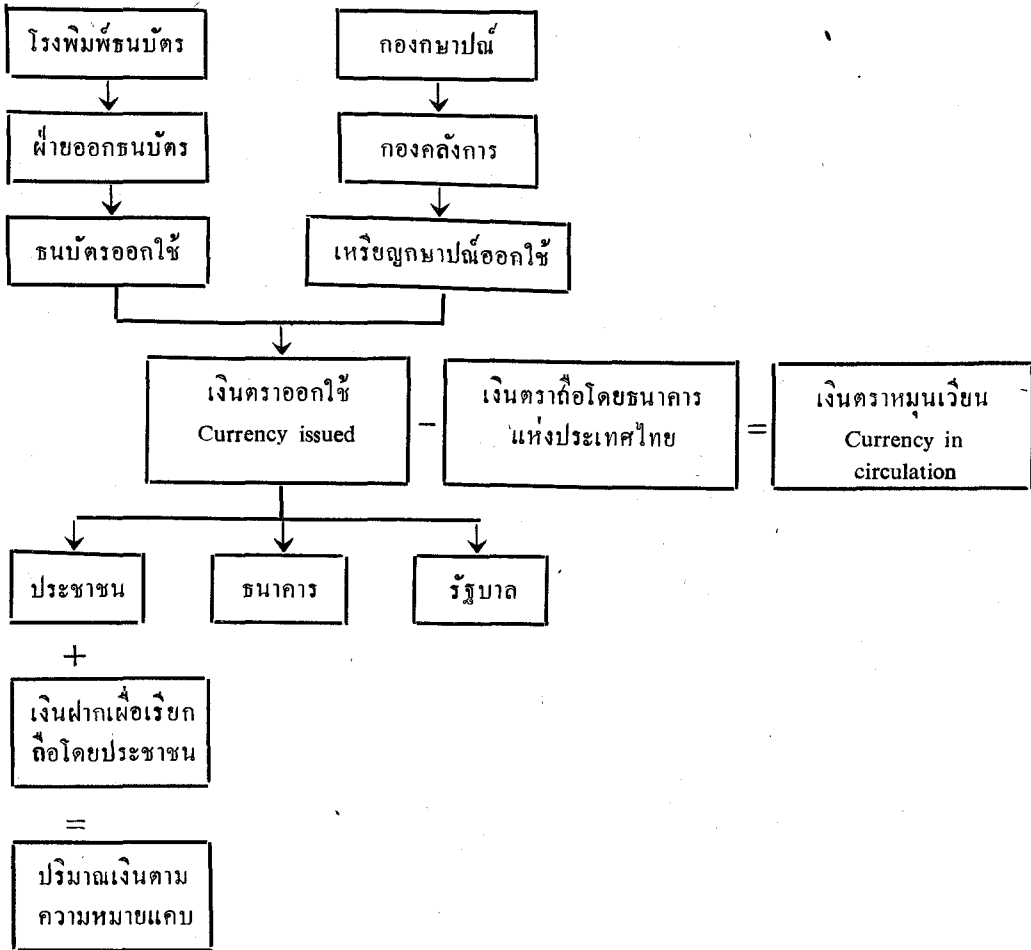 โรงพิมพ์ธนบัตร
กองกษาปณ์
ฝ่ายออกธนบัตร
กองคลังการ
ธนบัตรออกใช้
เหรียญกษาปณ์ออกใช้
เงินตราออกใช้
Currency issued
−
เงินตราถือโดยธนาคาร
แห่งประเทศไทย
=
เงินตราหมุนเวียน
Currency in
circulation
ประชาชน
ธนาคาร
รัฐบาล
+
เงินฝากเผื่อเรียก
ถือโดยประชาชน
=
ปริมาณเงินตาม
ความหมายแคบ